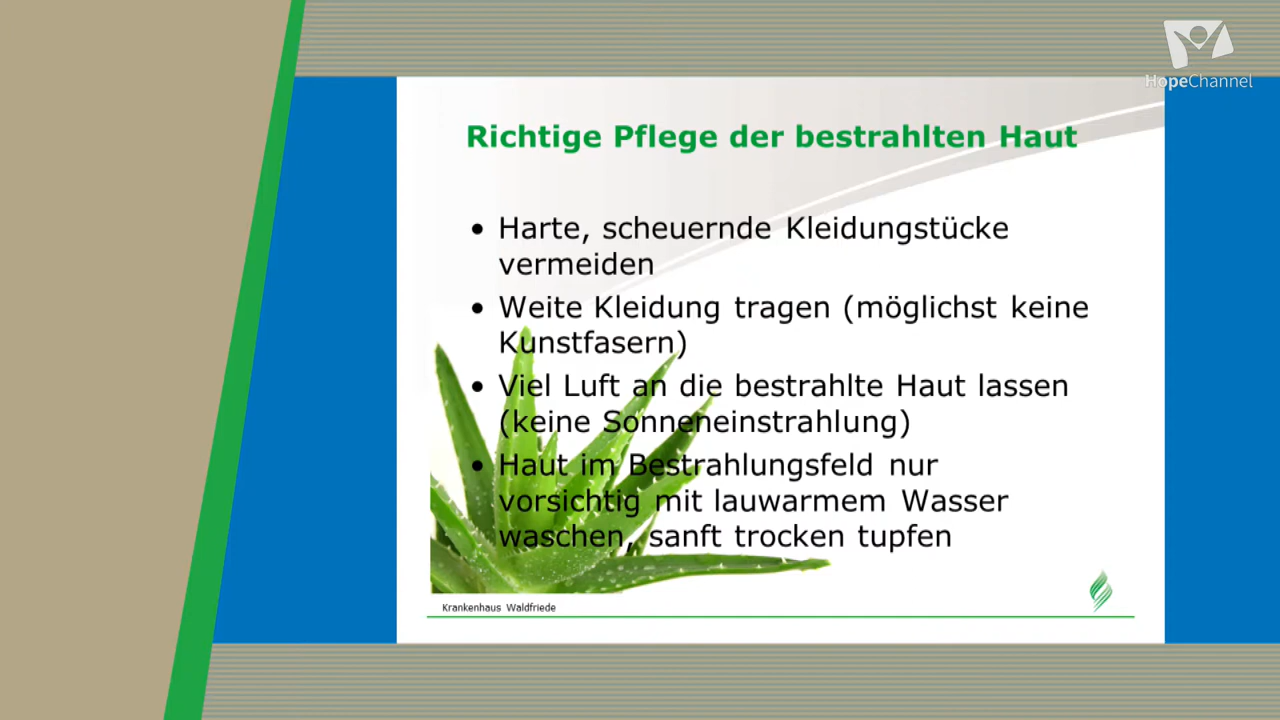 HopeChannel
Richtige Pflege der bestrahlten Haut
• Harte, scheuernde Kleidungstücke
vermeiden
• Weite Kleidung tragen (möglichst keine
Kunstfasern)
• Viel Luft an die bestrahlte Haut lassen
(keine Sonneneinstrahlung)
• Haut im Bestrahlungsfeld nur
vorsichtig mit lauwarmem Wasser
waschen, sanft trocken tupfen
Krankenhaus Waldfriede